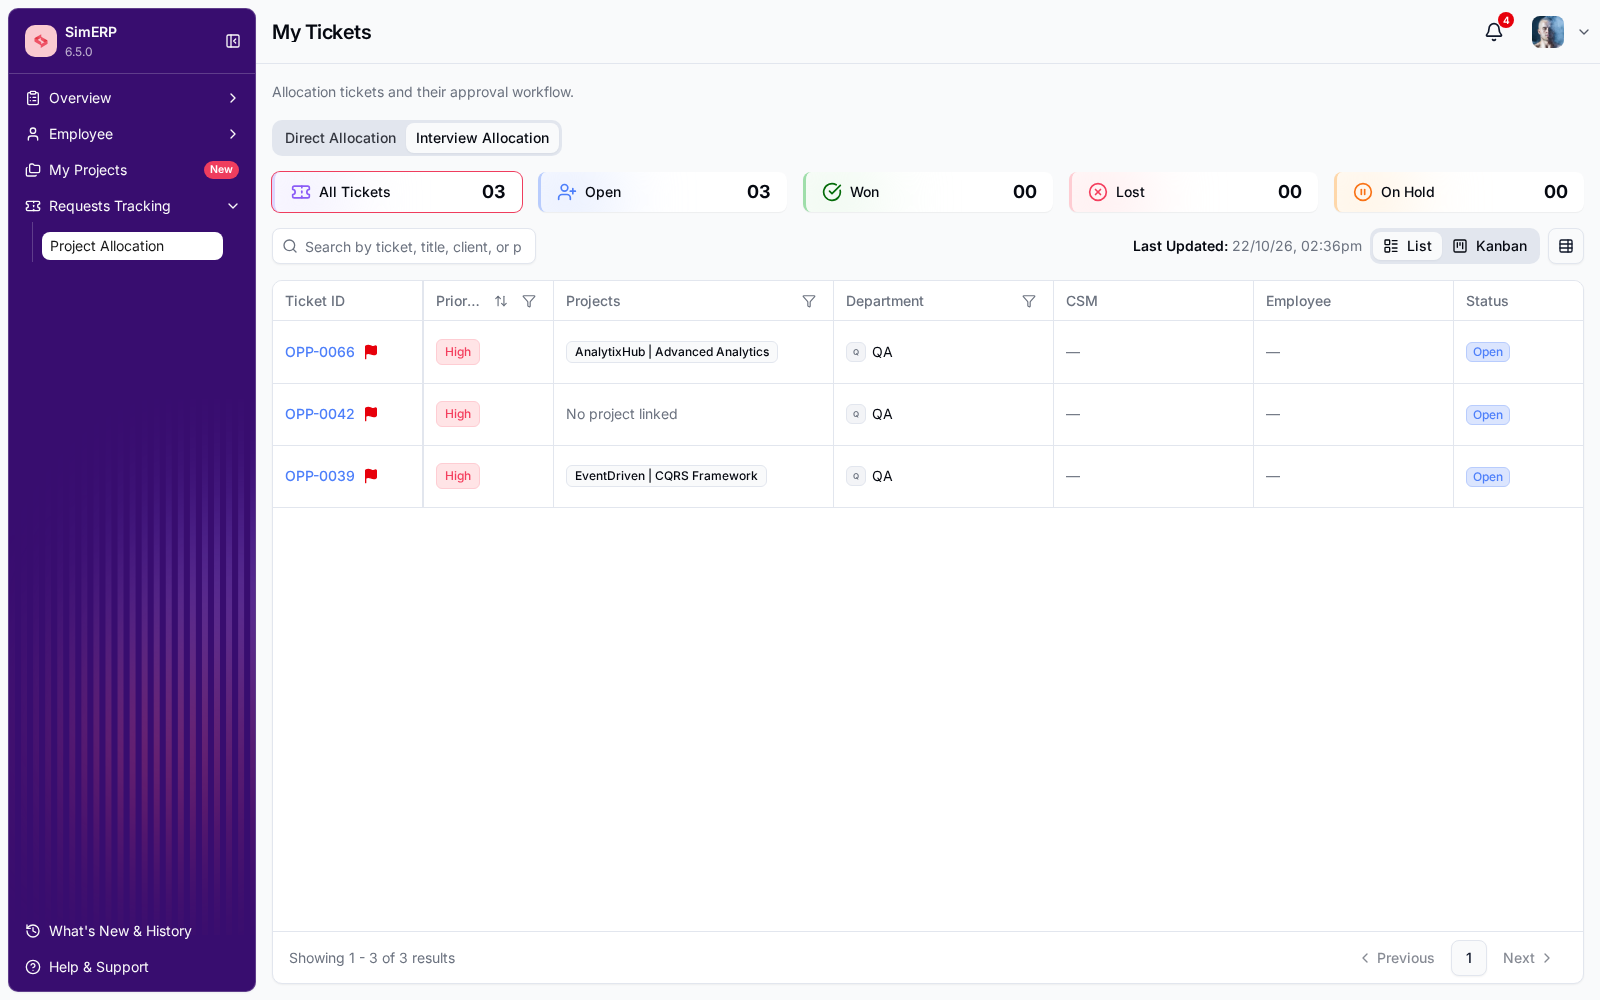 SimERP
6.5.0
Overview
Employee
My Projects New
Requests Tracking
Project Allocation
What's New & History
Help & Support
My Tickets
4
Allocation tickets and their approval workflow.
Direct Allocation Interview Allocation
All Tickets 03
Open 03
Won 00
Lost 00
On Hold 00
Search by ticket, title, client, or p
Last Updated: 22/10/26, 02:36pm
List Kanban
Ticket ID Prior... Projects Department CSM Employee Status
OPP-0066 High AnalytixHub | Advanced Analytics Q QA — — Open
OPP-0042 High No project linked Q QA — — Open
OPP-0039 High EventDriven | CQRS Framework Q QA — — Open
Showing 1 - 3 of 3 results
Previous 1 Next